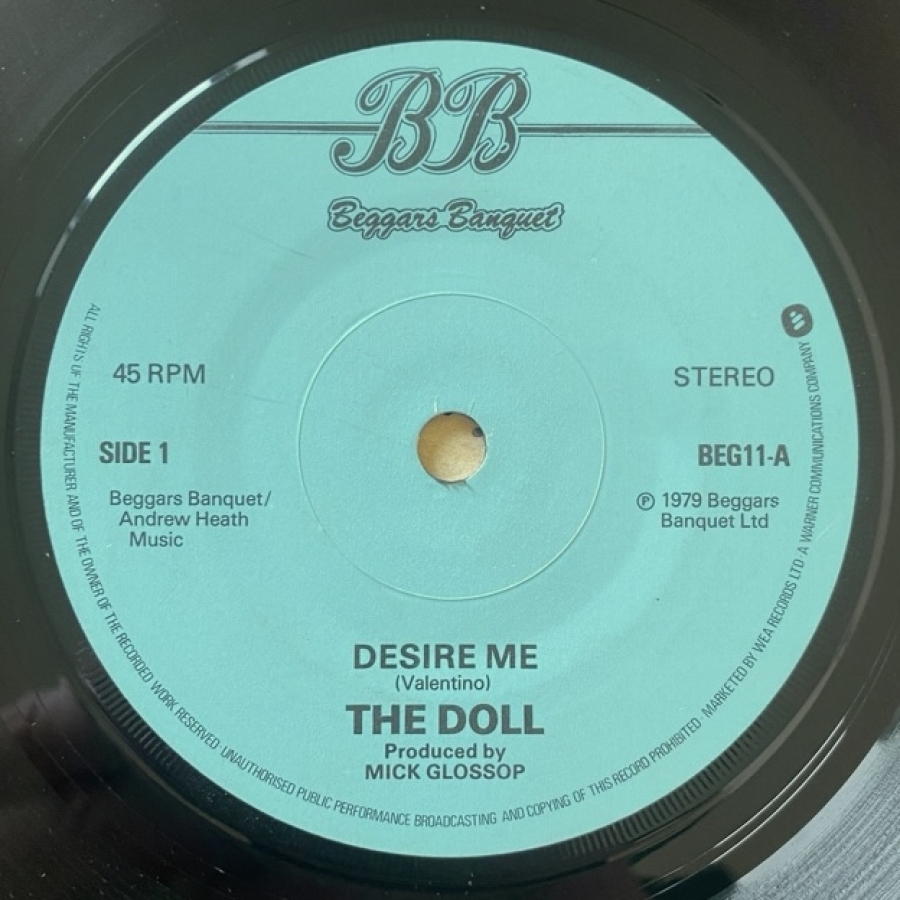 BB
Beggars Banquet
45 RPM
STEREO
SIDE 1
BEG11-A
Beggars Banquet/
Andrew Heath
Music
℗ 1979 Beggars
Banquet Ltd
DESIRE ME
(Valentino)
THE DOLL
Produced by
MICK GLOSSOP
ALL RIGHTS OF THE MANUFACTURER AND OF THE OWNER OF THE RECORDED WORK RESERVED · UNAUTHORISED PUBLIC PERFORMANCE BROADCASTING AND COPYING OF THIS RECORD PROHIBITED · MARKETED BY WEA RECORDS LTD · A WARNER COMMUNICATIONS COMPANY